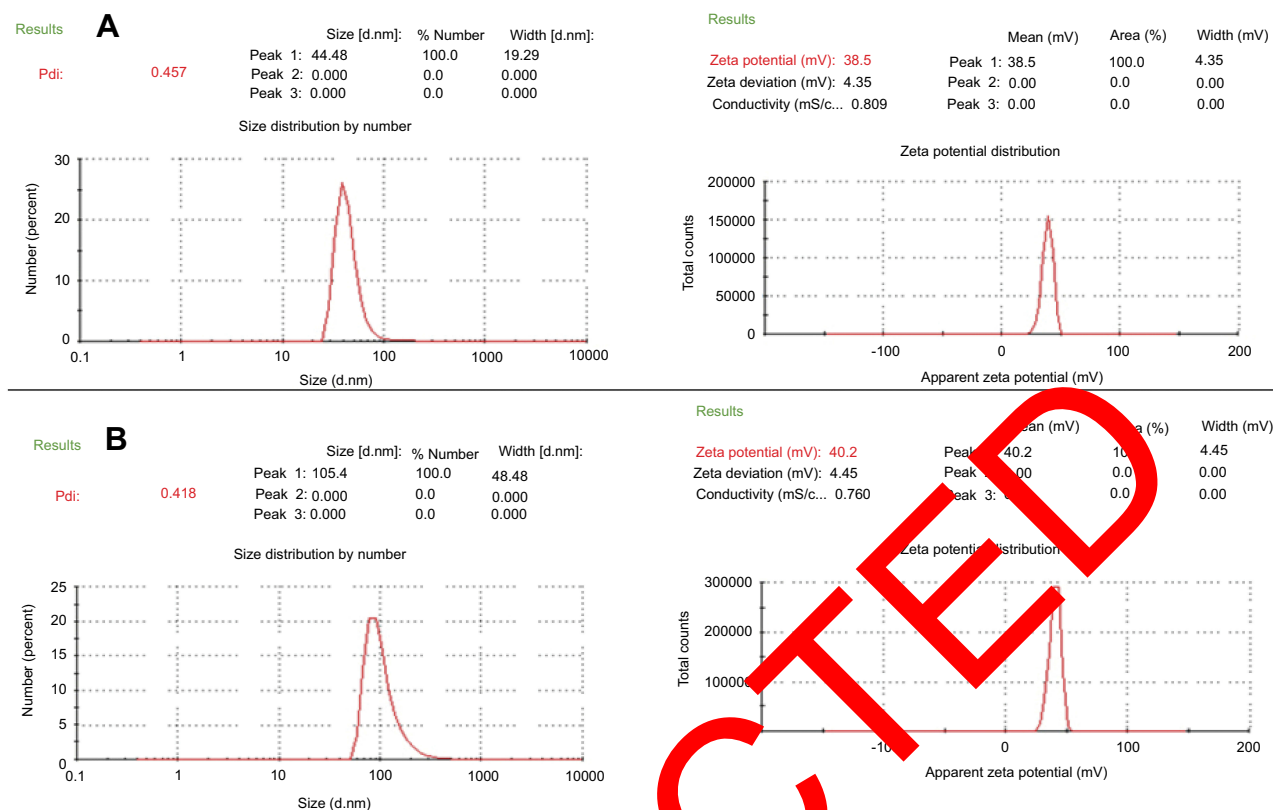 Results
A
Size [d.nm]: % Number Width [d.nm]:
Peak 1: 44.48 100.0 19.29
Pdi: 0.457
Peak 2: 0.000 0.0 0.000
Peak 3: 0.000 0.0 0.000
Size distribution by number
Number (percent)
30
20
10
0
0.1 1 10 100 1000 10000
Size (d.nm)
Results
Mean (mV) Area (%) Width (mV)
Zeta potential (mV): 38.5 Peak 1: 38.5 100.0 4.35
Zeta deviation (mV): 4.35 Peak 2: 0.00 0.0 0.00
Conductivity (mS/c... 0.809 Peak 3: 0.00 0.0 0.00
Zeta potential distribution
Total counts
200000
150000
100000
50000
0
-100 0 100 200
Apparent zeta potential (mV)
Results
B
Size [d.nm]: % Number Width [d.nm]:
Peak 1: 105.4 100.0 48.48
Pdi: 0.418
Peak 2: 0.000 0.0 0.000
Peak 3: 0.000 0.0 0.000
Size distribution by number
Number (percent)
25
20
15
10
5
0
0.1 1 10 100 1000 10000
Size (d.nm)
Results
(mV) (%) Width (mV)
Zeta potential (mV): 40.2 40.2 4.45
Zeta deviation (mV): 4.45 Peak 0.0 0.00
Conductivity (mS/c... 0.760 3: 0.0 0.00
Zeta potential distribution
Total counts
300000
200000
100000
0 100 200
Apparent zeta potential (mV)
CTED